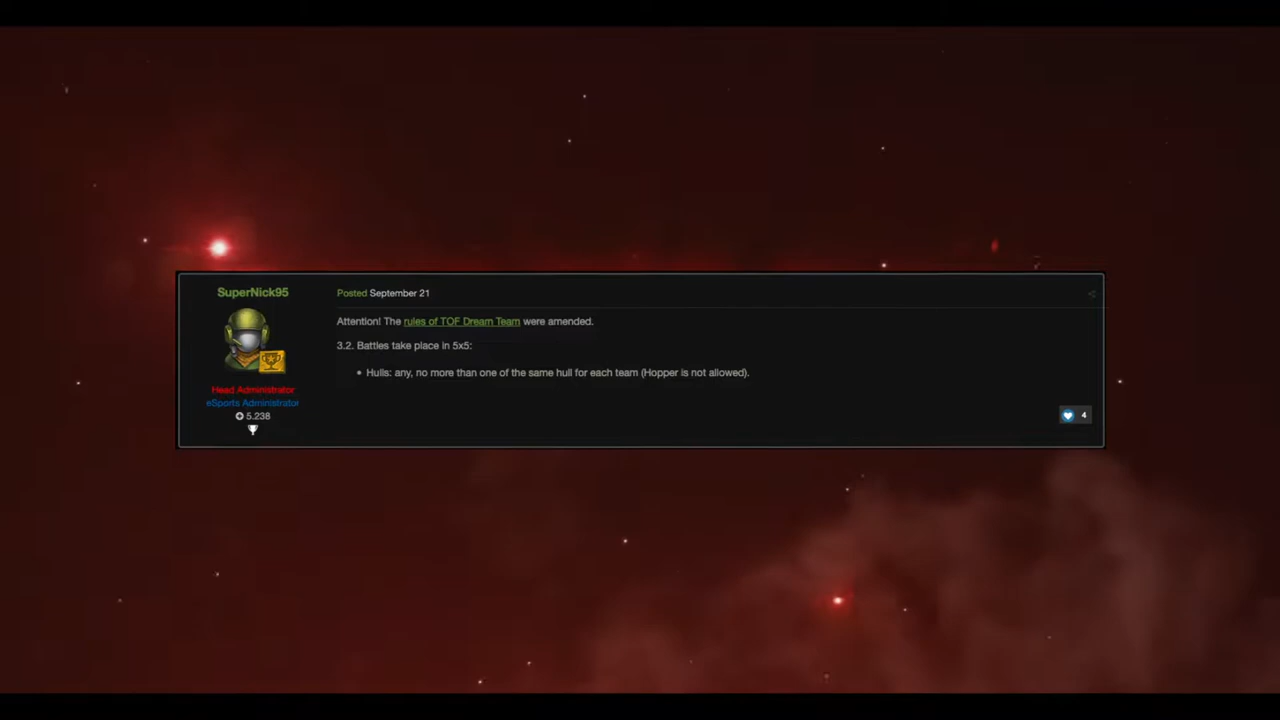 SuperNick95
Posted September 21
Attention! The rules of TOF Dream Team were amended.
3.2. Battles take place in 5x5:
• Hulls: any, no more than one of the same hull for each team (Hopper is not allowed).
Head Administrator
eSports Administrator
5.238
4